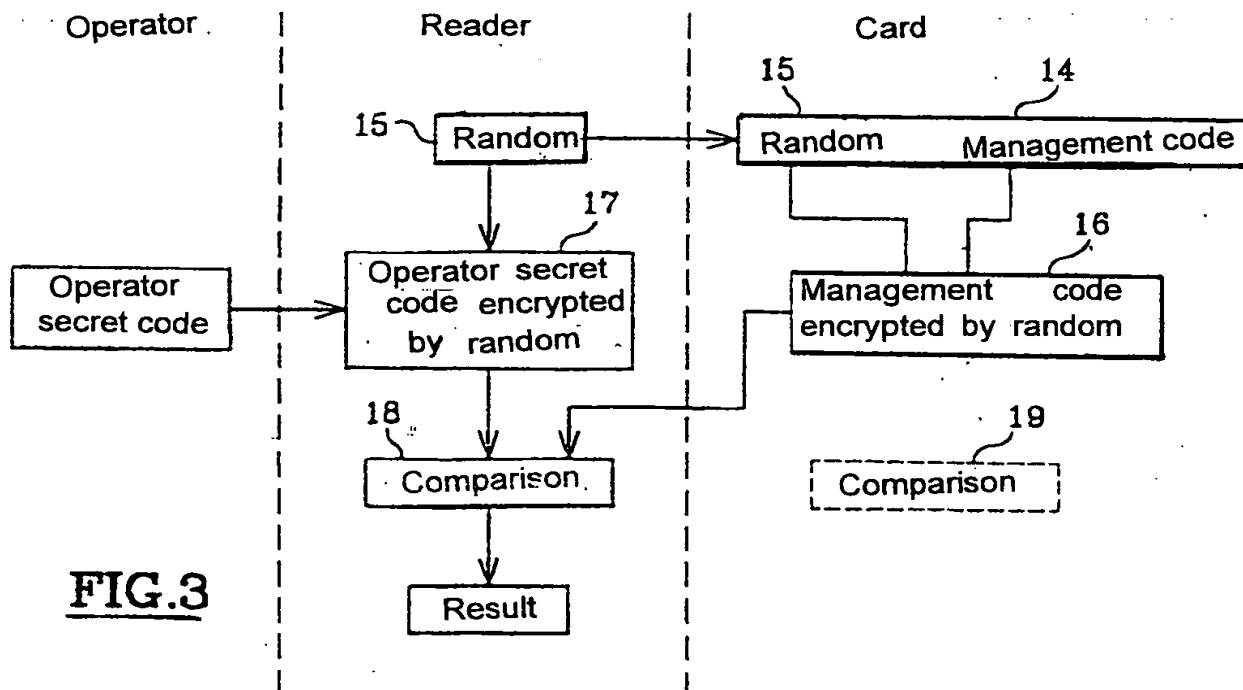 Operator
Reader
Card
15
14
15
Random
Random
Management code
17
16
Operator
secret code
Operator secret
code encrypted
by random
Management code
encrypted by random
18
19
Comparison
Comparison
FIG.3
Result